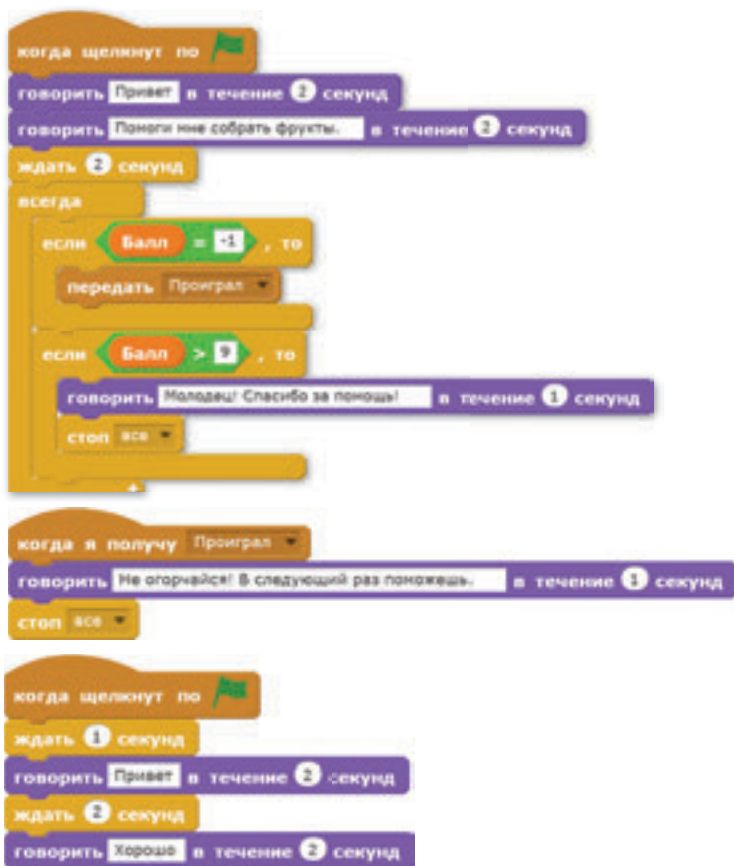 когда щелкнут по
говорить Привет в течение 2 секунд
говорить Помоги мне собрать фрукты. в течение 2 секунд
ждать 2 секунд
всегда
если Балл = -1 , то
передать Проиграл
если Балл > 9 , то
говорить Молодец! Спасибо за помощь! в течение 1 секунд
стоп все
когда я получу Проиграл
говорить Не огорчайся! В следующий раз поможешь. в течение 1 секунд
стоп все
когда щелкнут по
ждать 1 секунд
говорить Привет в течение 2 секунд
ждать 2 секунд
говорить Хорошо в течение 2 секунд